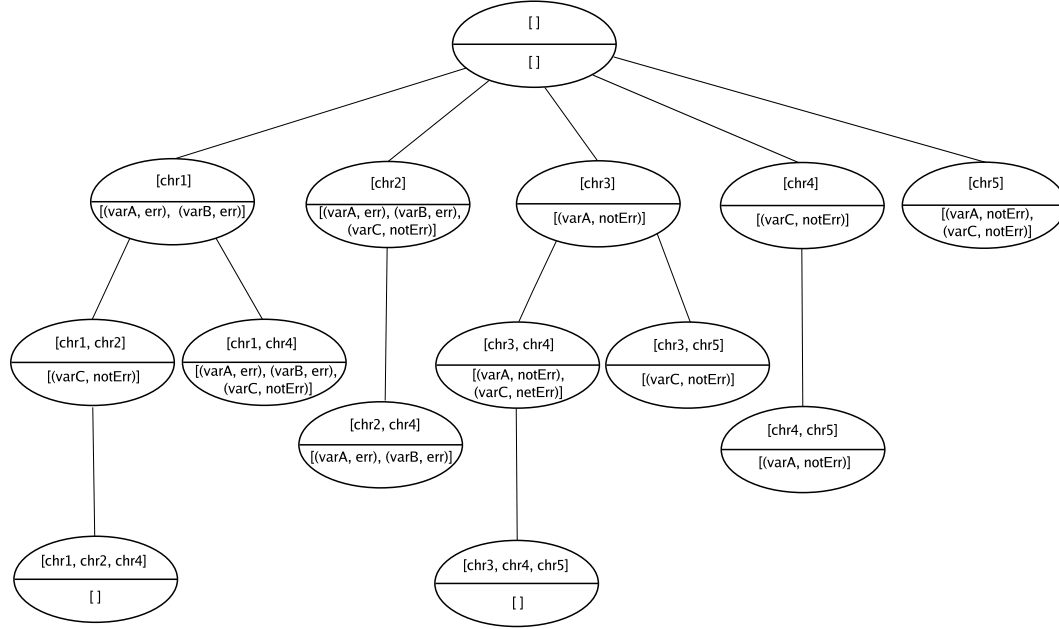 [ ]
[ ]
[chr1]
[(varA, err), (varB, err)]
[chr2]
[(varA, err), (varB, err),
(varC, notErr)]
[chr3]
[(varA, notErr)]
[chr4]
[(varC, notErr)]
[chr5]
[(varA, notErr),
(varC, notErr)]
[chr1, chr2]
[(varC, notErr)]
[chr1, chr4]
[(varA, err), (varB, err),
(varC, notErr)]
[chr3, chr4]
[(varA, notErr),
(varC, netErr)]
[chr3, chr5]
[(varC, notErr)]
[chr2, chr4]
[(varA, err), (varB, err)]
[chr4, chr5]
[(varA, notErr)]
[chr1, chr2, chr4]
[ ]
[chr3, chr4, chr5]
[ ]